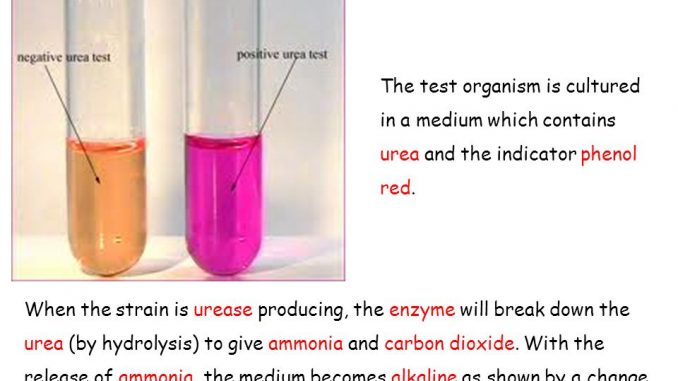 negative urea test
positive urea test
The test organism is cultured
in a medium which contains
urea and the indicator phenol
red.
When the strain is urease producing, the enzyme will break down the
urea (by hydrolysis) to give ammonia and carbon dioxide. With the
release of ammonia, the medium becomes alkaline as shown by a change